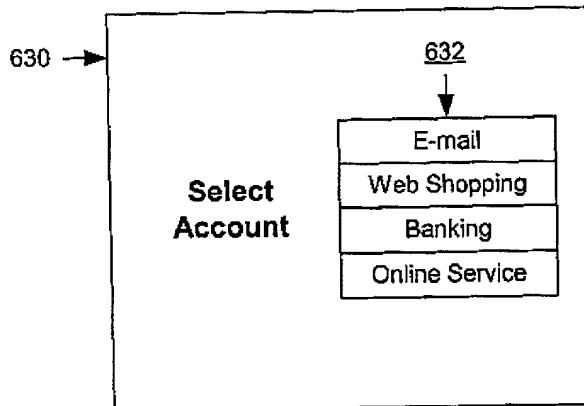 630
632
E-mail
Web Shopping
Select
Account
Banking
Online Service